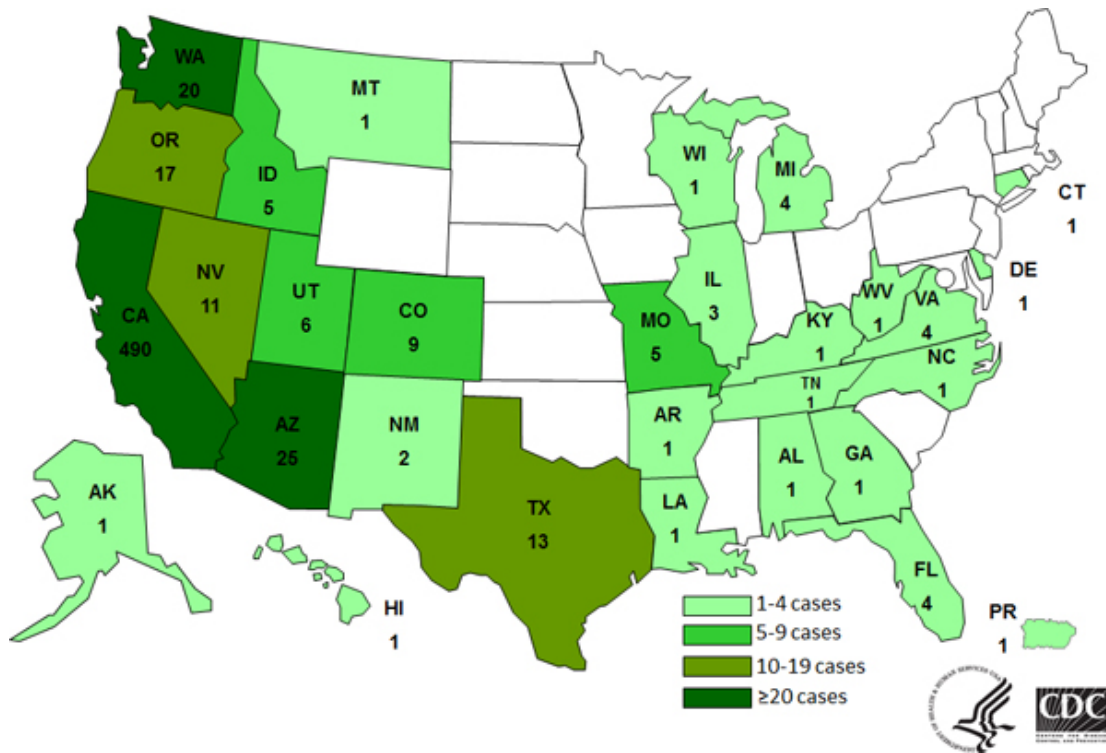 WA
20
MT
1
OR
17
ID
5
WI
1
MI
4
CT
1
NV
11
UT
6
CO
9
IL
3
DE
1
CA
490
MO
5
KY
1
WV
1
VA
4
NC
1
TN
1
AZ
25
NM
2
AR
1
AL
1
GA
1
AK
1
TX
13
LA
1
FL
4
HI
1
PR
1
1-4 cases
5-9 cases
10-19 cases
≥20 cases
CDC